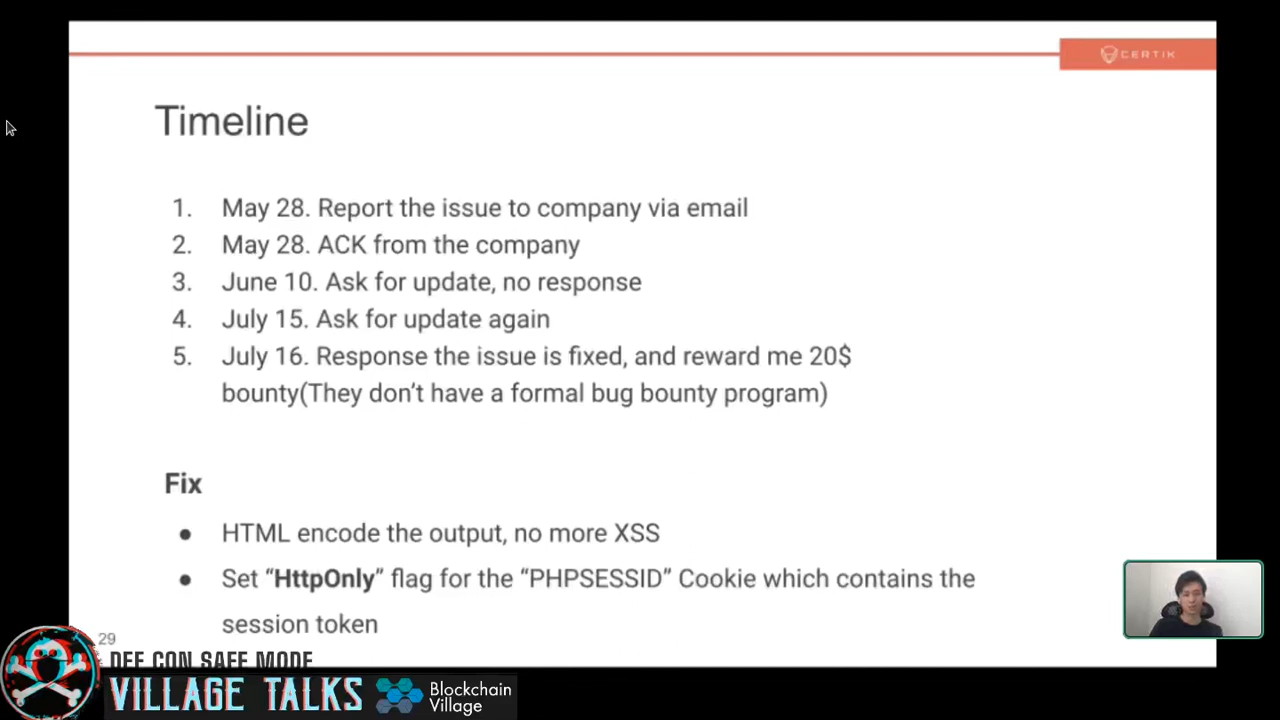 CERTIK
Timeline
1. May 28. Report the issue to company via email
2. May 28. ACK from the company
3. June 10. Ask for update, no response
4. July 15. Ask for update again
5. July 16. Response the issue is fixed, and reward me 20$
bounty(They don't have a formal bug bounty program)
Fix
● HTML encode the output, no more XSS
● Set “HttpOnly” flag for the “PHPSESSID” Cookie which contains the
session token
29
DEF CON SAFE MODE
VILLAGE TALKS
Blockchain
Village